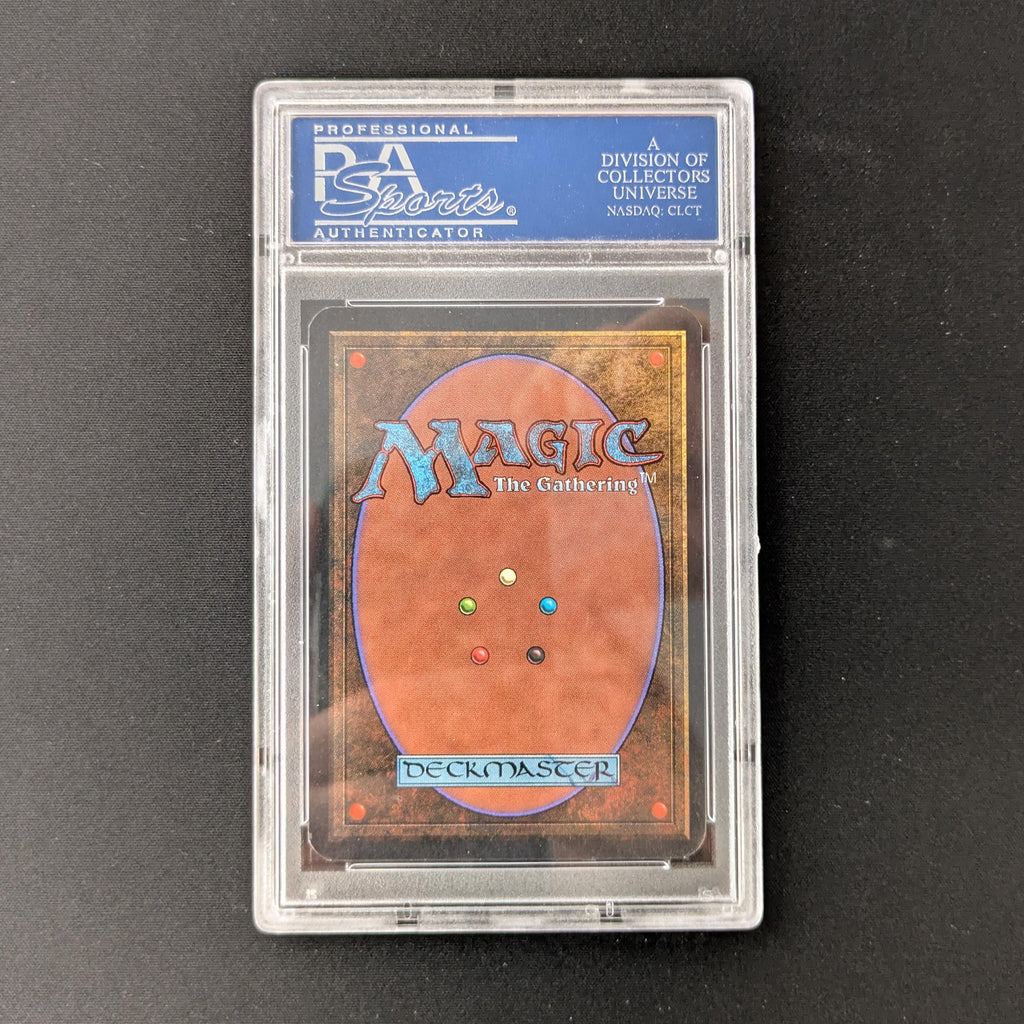 PROFESSIONAL
PSA
Sports®
AUTHENTICATOR
A
DIVISION OF
COLLECTORS
UNIVERSE
NASDAQ: CLCT
MAGIC
The Gathering™
DECKMASTER